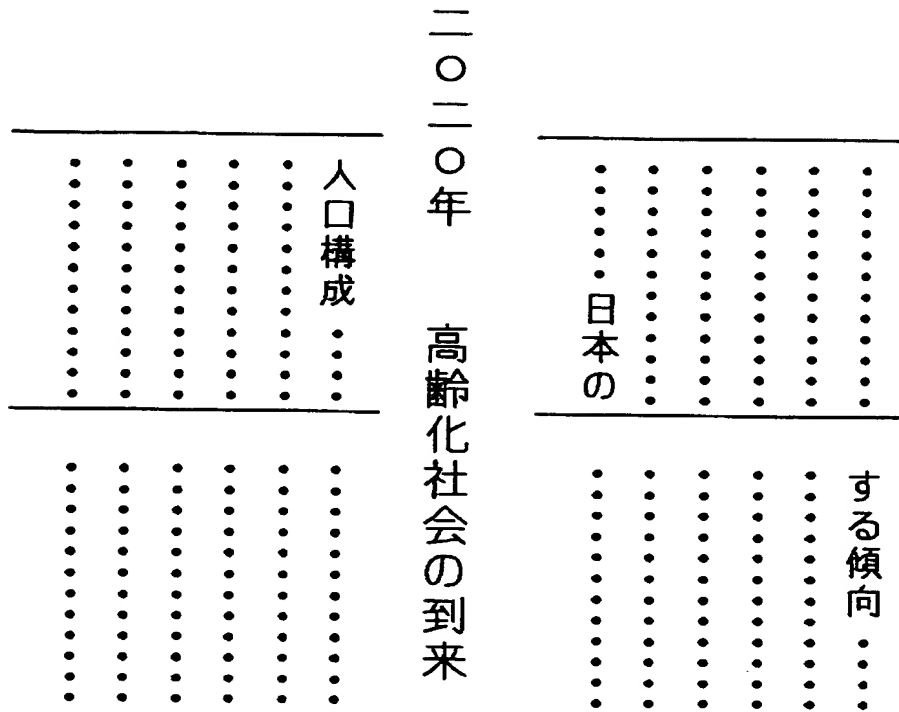 二〇二〇年　高齢化社会の到来
日本の
人口構成
する傾向